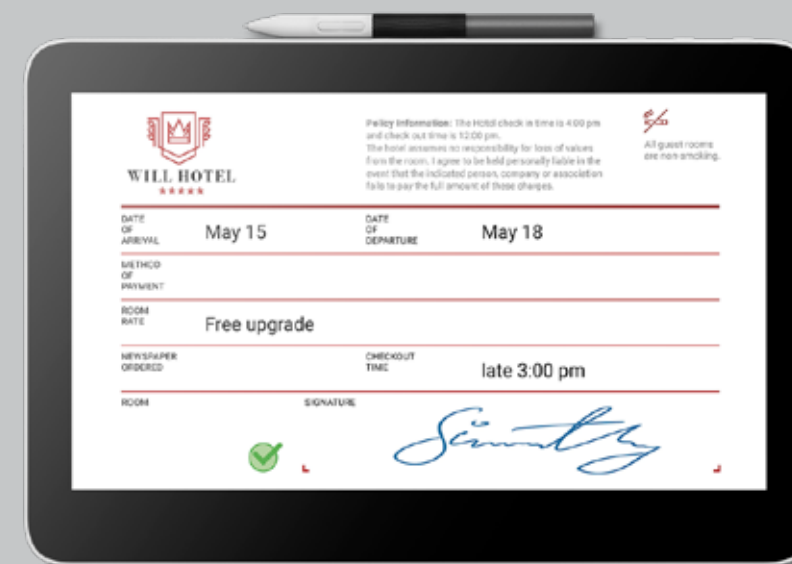 WILL HOTEL
Policy Information: The Hotel check in time is 4:00 pm
and check out time is 12:00 pm.
The hotel assumes no responsibility for loss of values
from the room. I agree to be held personally liable in the
event that the indicated person, company or association
fails to pay the full amount of these charges.
All guest rooms
are non-smoking.
DATE
OF
ARRIVAL
May 15
DATE
OF
DEPARTURE
May 18
METHOD
OF
PAYMENT
ROOM
RATE
Free upgrade
NEWSPAPER
ORDERED
CHECKOUT
TIME
late 3:00 pm
ROOM
SIGNATURE